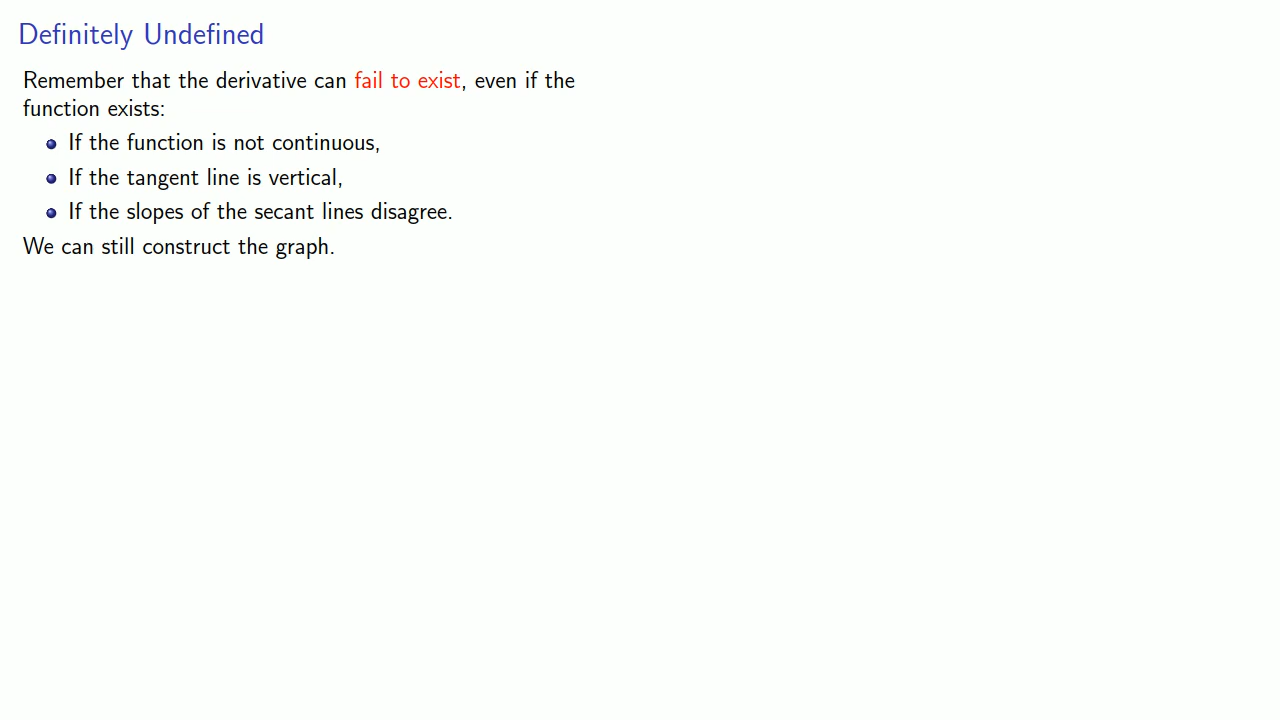 Definitely Undefined
Remember that the derivative can fail to exist, even if the
function exists:
If the function is not continuous,
If the tangent line is vertical,
If the slopes of the secant lines disagree.
We can still construct the graph.